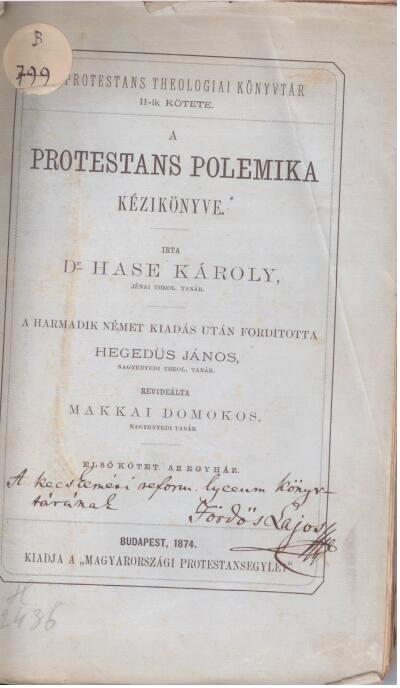 B
799
PROTESTANS THEOLOGIAI KÖNYVTÁR
II-ik KÖTETE.
A
PROTESTANS POLEMIKA
KÉZIKÖNYVE.
IRTA
Dr HASE KÁROLY,
JÉNAI THEOL. TANÁR.
A HARMADIK NÉMET KIADÁS UTÁN FORDITOTTA
HEGEDÜS JÁNOS,
NAGYENYEDI THEOL. TANÁR.
REVIDEÁLTA
MAKKAI DOMOKOS,
NAGYENYEDI TANÁR.
ELSŐ KÖTET. AZ EGYHÁZ.
A kecskeméti reform. lyceum könyv-
tárának
Fördős Lajos
BUDAPEST, 1874.
KIADJA A „MAGYARORSZÁGI PROTESTANSEGYLET"
H
2436